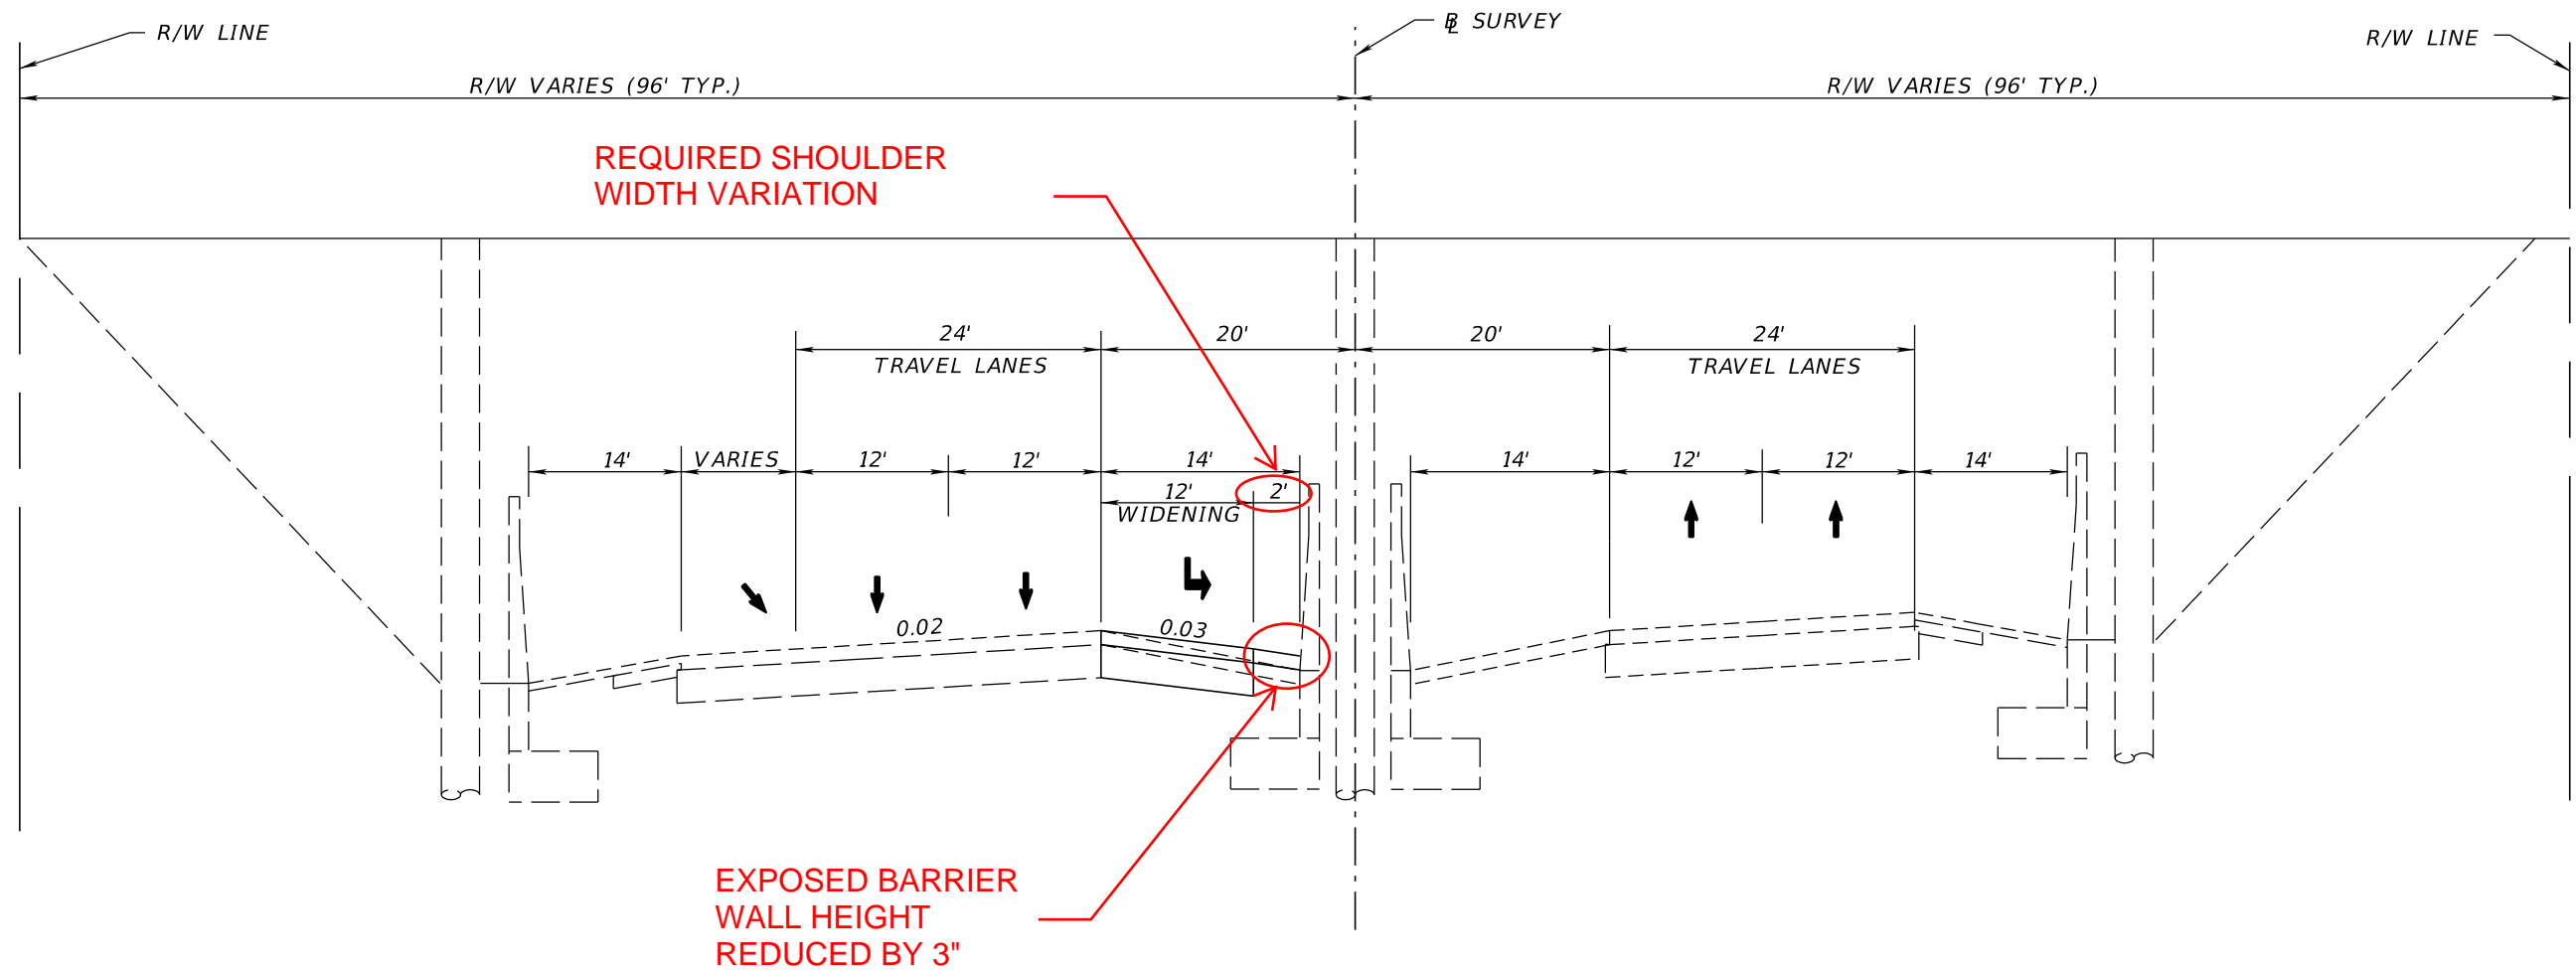 R/W LINE
BL SURVEY
R/W LINE
R/W VARIES (96' TYP.)
R/W VARIES (96' TYP.)
REQUIRED SHOULDER
WIDTH VARIATION
24'
20'
20'
24'
TRAVEL LANES
TRAVEL LANES
14'
VARIES
12'
12'
14'
14'
12'
12'
14'
12'
2'
WIDENING
0.02
0.03
EXPOSED BARRIER
WALL HEIGHT
REDUCED BY 3"